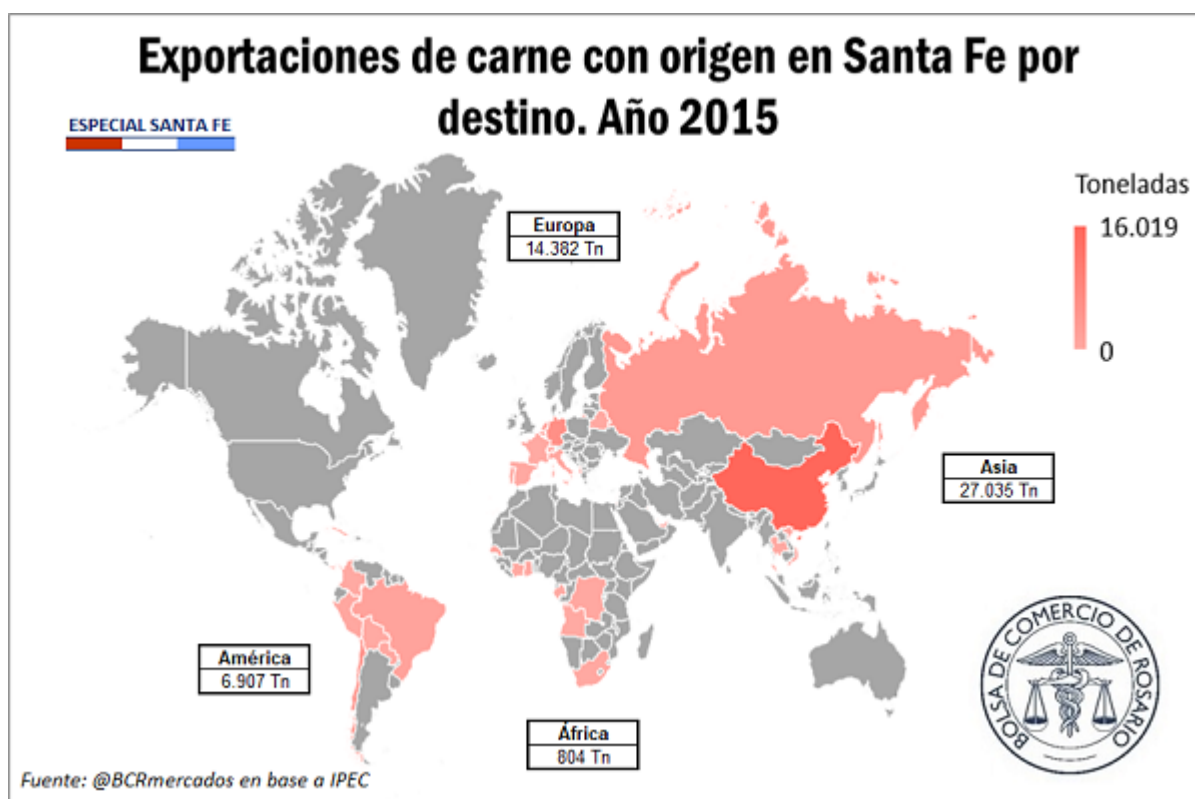 Exportaciones de carne con origen en Santa Fe por
destino. Año 2015
ESPECIAL SANTA FE
Toneladas
16.019
0
Europa
14.382 Tn
Asia
27.035 Tn
América
6.907 Tn
África
804 Tn
BOLSA DE COMERCIO DE ROSARIO
Fuente: @BCRmercados en base a IPEC